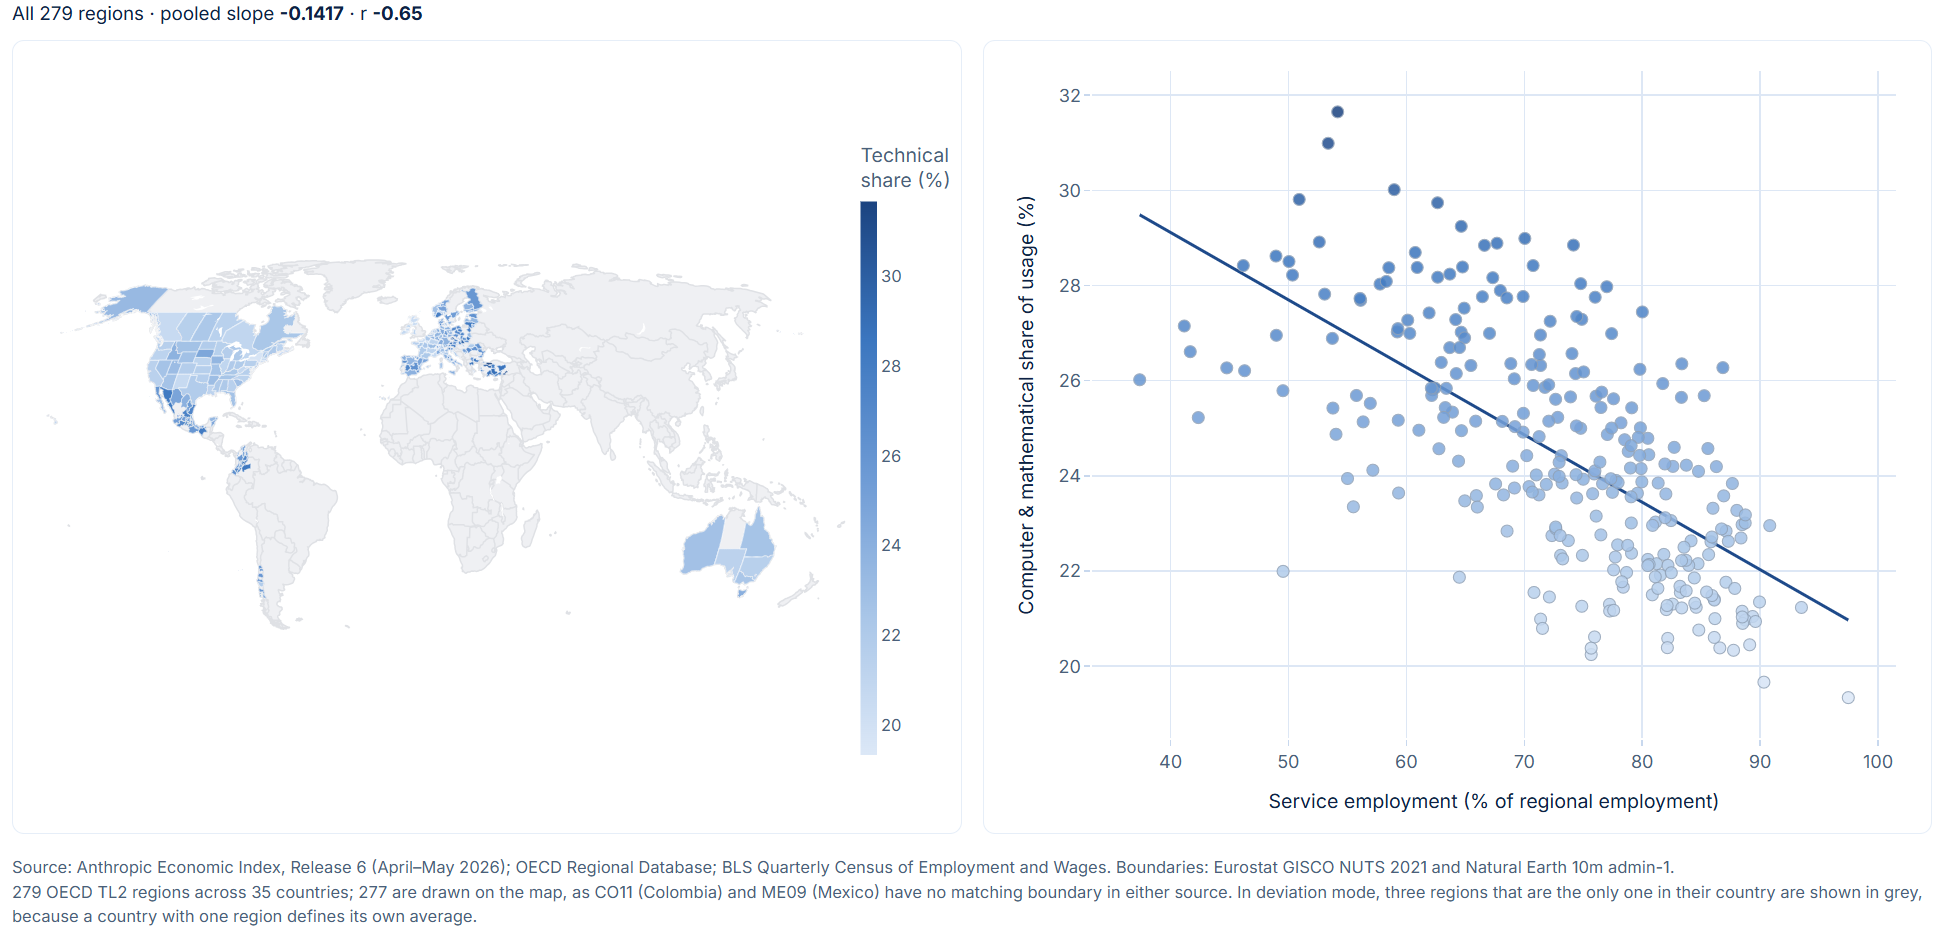 All 279 regions · pooled slope -0.1417 · r -0.65
Technical
share (%)
30
28
26
24
22
20
Computer & mathematical share of usage (%)
32
30
28
26
24
22
20
40 50 60 70 80 90 100
Service employment (% of regional employment)
Source: Anthropic Economic Index, Release 6 (April–May 2026); OECD Regional Database; BLS Quarterly Census of Employment and Wages. Boundaries: Eurostat GISCO NUTS 2021 and Natural Earth 10m admin-1.
279 OECD TL2 regions across 35 countries; 277 are drawn on the map, as CO11 (Colombia) and ME09 (Mexico) have no matching boundary in either source. In deviation mode, three regions that are the only one in their country are shown in grey,
because a country with one region defines its own average.